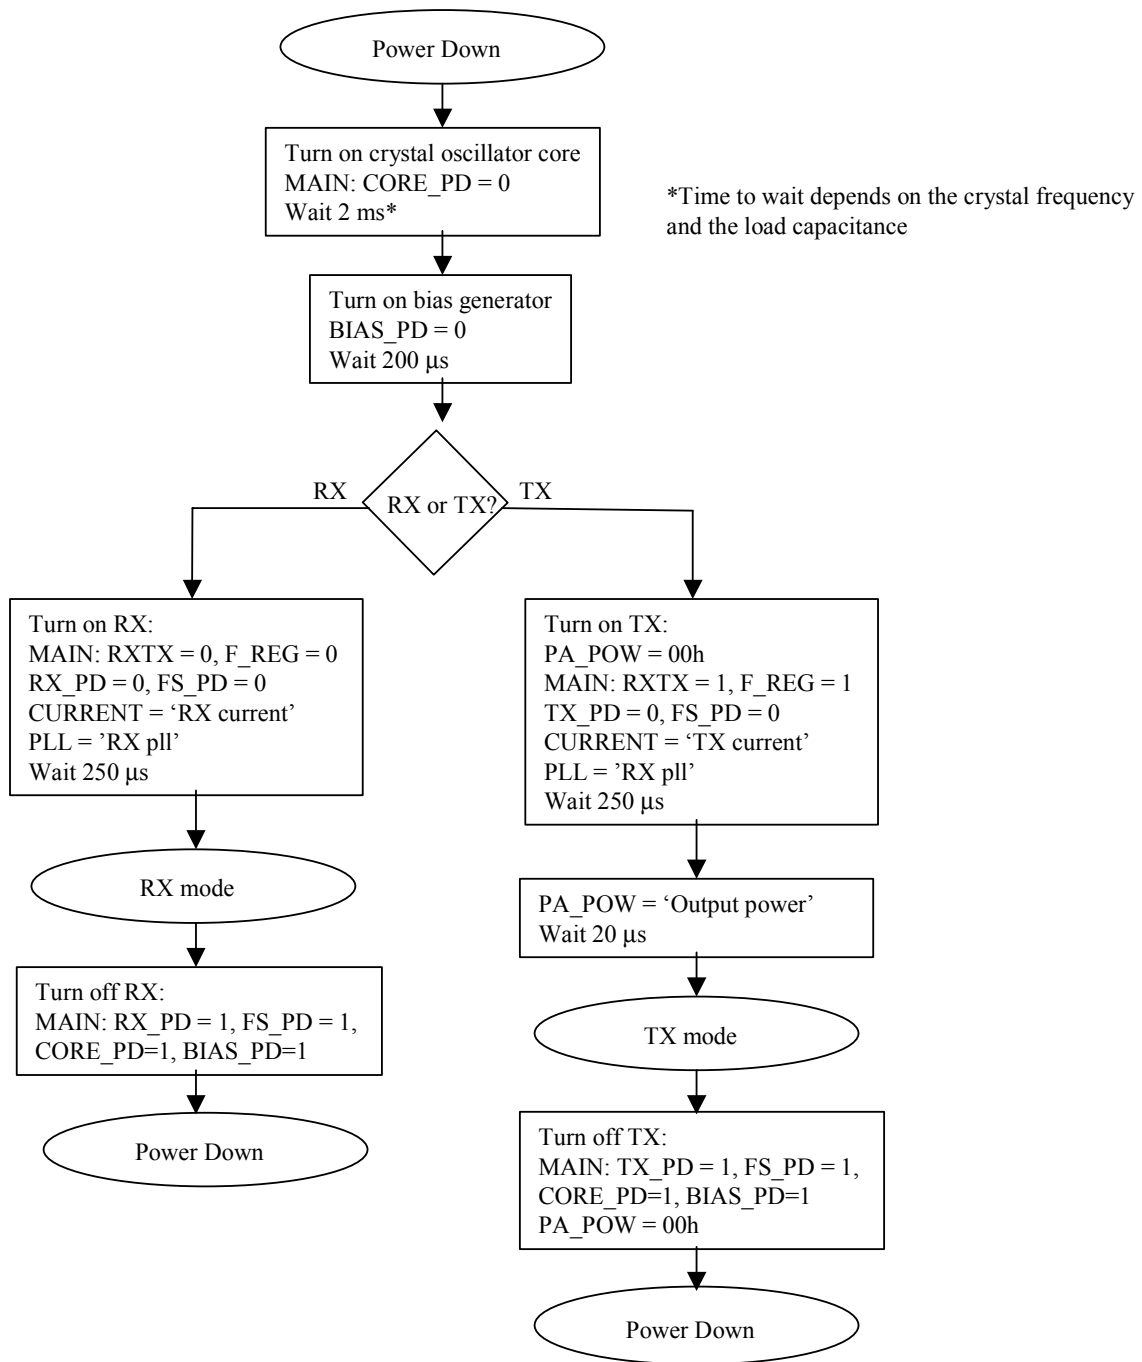 Power Down
Turn on crystal oscillator core
MAIN: CORE_PD = 0
Wait 2 ms*
*Time to wait depends on the crystal frequency
and the load capacitance
Turn on bias generator
BIAS_PD = 0
Wait 200 μs
RX
RX or TX?
TX
Turn on RX:
MAIN: RXTX = 0, F_REG = 0
RX_PD = 0, FS_PD = 0
CURRENT = ‘RX current’
PLL = ’RX pll’
Wait 250 μs
RX mode
Turn off RX:
MAIN: RX_PD = 1, FS_PD = 1,
CORE_PD=1, BIAS_PD=1
Power Down
Turn on TX:
PA_POW = 00h
MAIN: RXTX = 1, F_REG = 1
TX_PD = 0, FS_PD = 0
CURRENT = ‘TX current’
PLL = ’RX pll’
Wait 250 μs
PA_POW = ‘Output power’
Wait 20 μs
TX mode
Turn off TX:
MAIN: TX_PD = 1, FS_PD = 1,
CORE_PD=1, BIAS_PD=1
PA_POW = 00h
Power Down